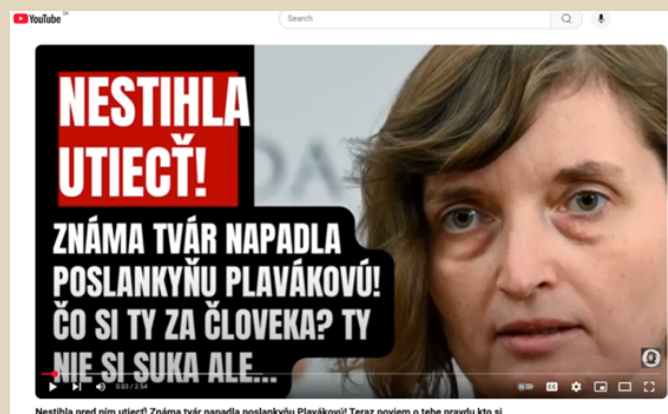 YouTube
Search
NESTIHLA
UTIECŤ!
ZNÁMA TVÁR NAPADLA
POSLANKYŇU PLAVÁKOVÚ!
ČO SI TY ZA ČLOVEKA? TY
NIE SI SUKA ALE...
0:03 / 2:54
Nestihla pred ním utiecť! Známa tvár napadla poslankyňu Plavákovú! Teraz poviem o tebe pravdu kto si